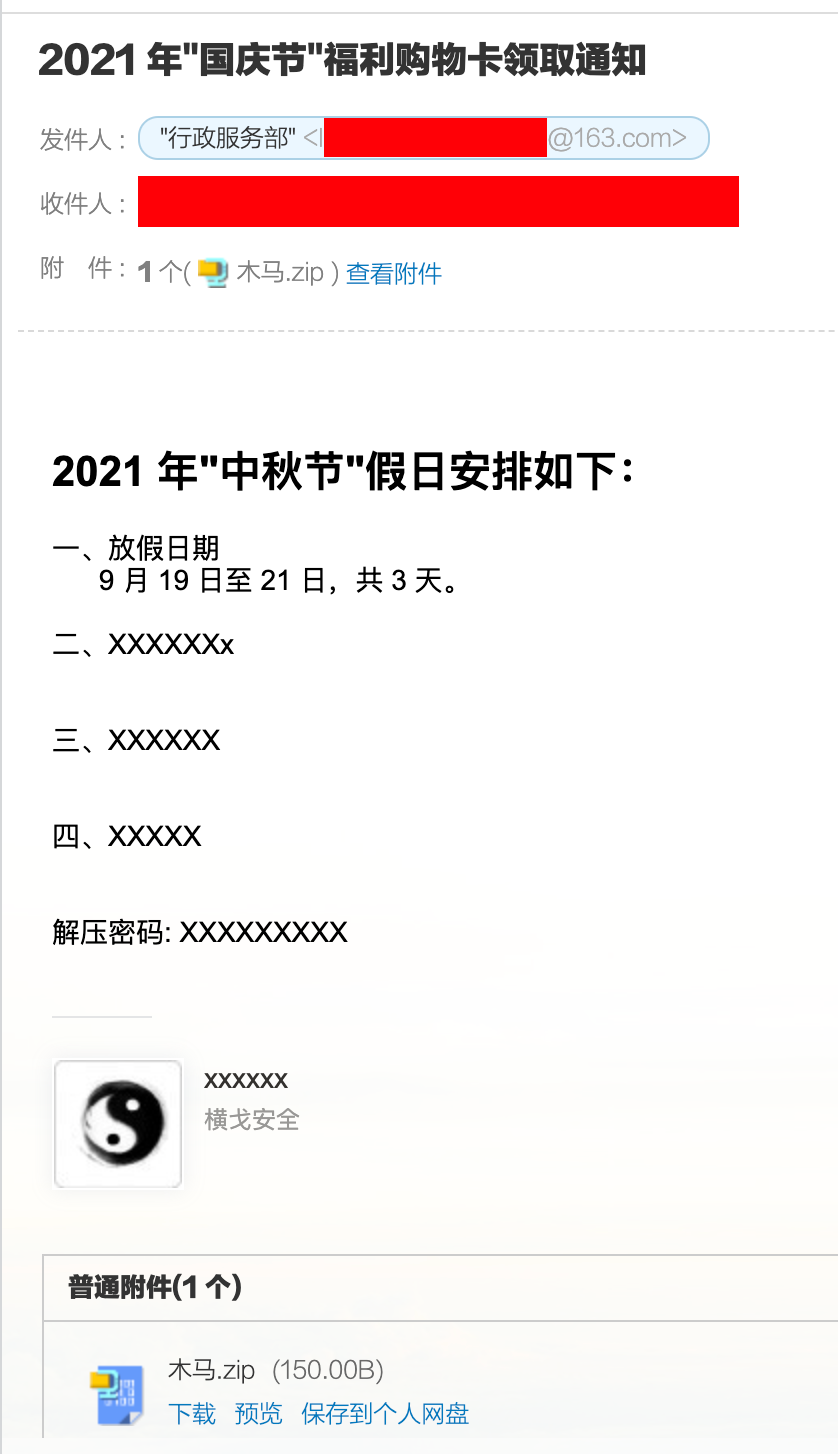 2021 年"国庆节"福利购物卡领取通知
发件人： "行政服务部" <l @163.com>
收件人：
附 件： 1 个( 木马.zip ) 查看附件
2021 年"中秋节"假日安排如下：
一、放假日期
9 月 19 日至 21 日，共 3 天。
二、XXXXXXx
三、XXXXXX
四、XXXXX
解压密码: XXXXXXXXX
xxxxxx
横戈安全
普通附件(1 个)
木马.zip (150.00B)
下载 预览 保存到个人网盘